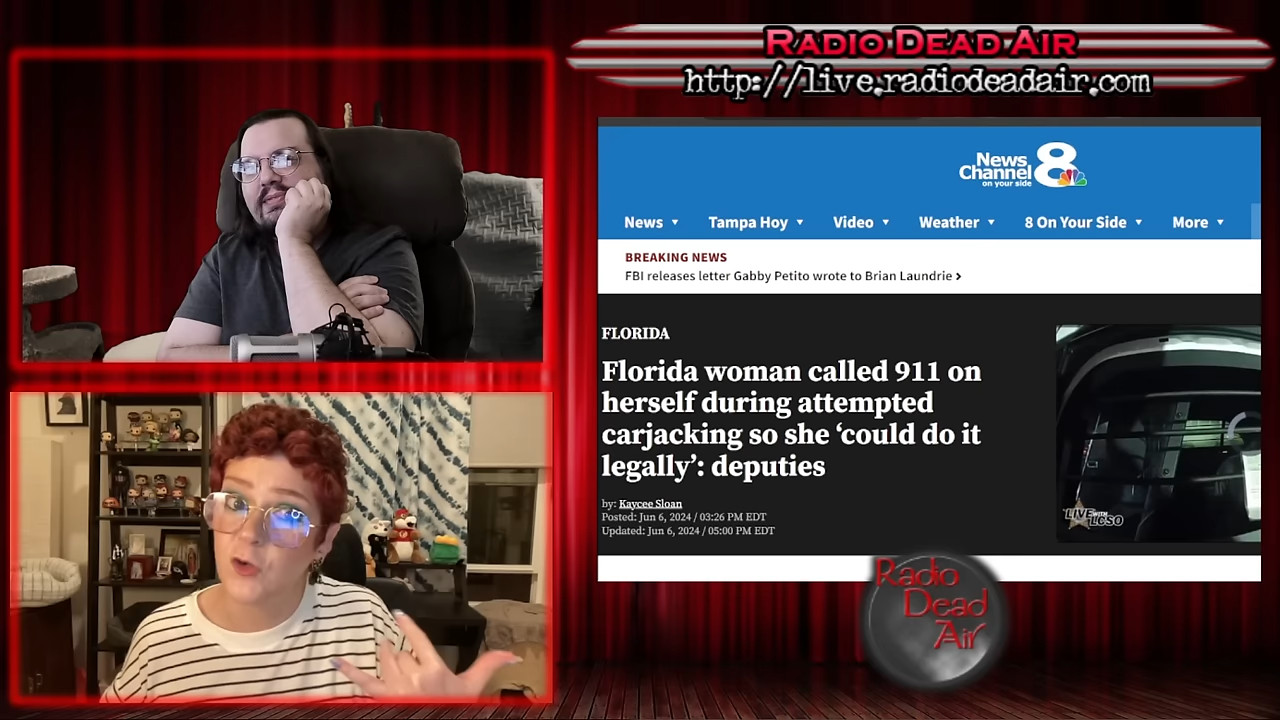 RADIO DEAD AIR
http://live.radiodeadair.com
News
Channel
8
on your side
News Tampa Hoy Video Weather 8 On Your Side More
BREAKING NEWS
FBI releases letter Gabby Petito wrote to Brian Laundrie
FLORIDA
Florida woman called 911 on
herself during attempted
carjacking so she ‘could do it
legally’: deputies
by: Kaycee Sloan
Posted: Jun 6, 2024 / 03:26 PM EDT
Updated: Jun 6, 2024 / 05:00 PM EDT
LIVE WITH
LCSO
Radio
Dead
Air